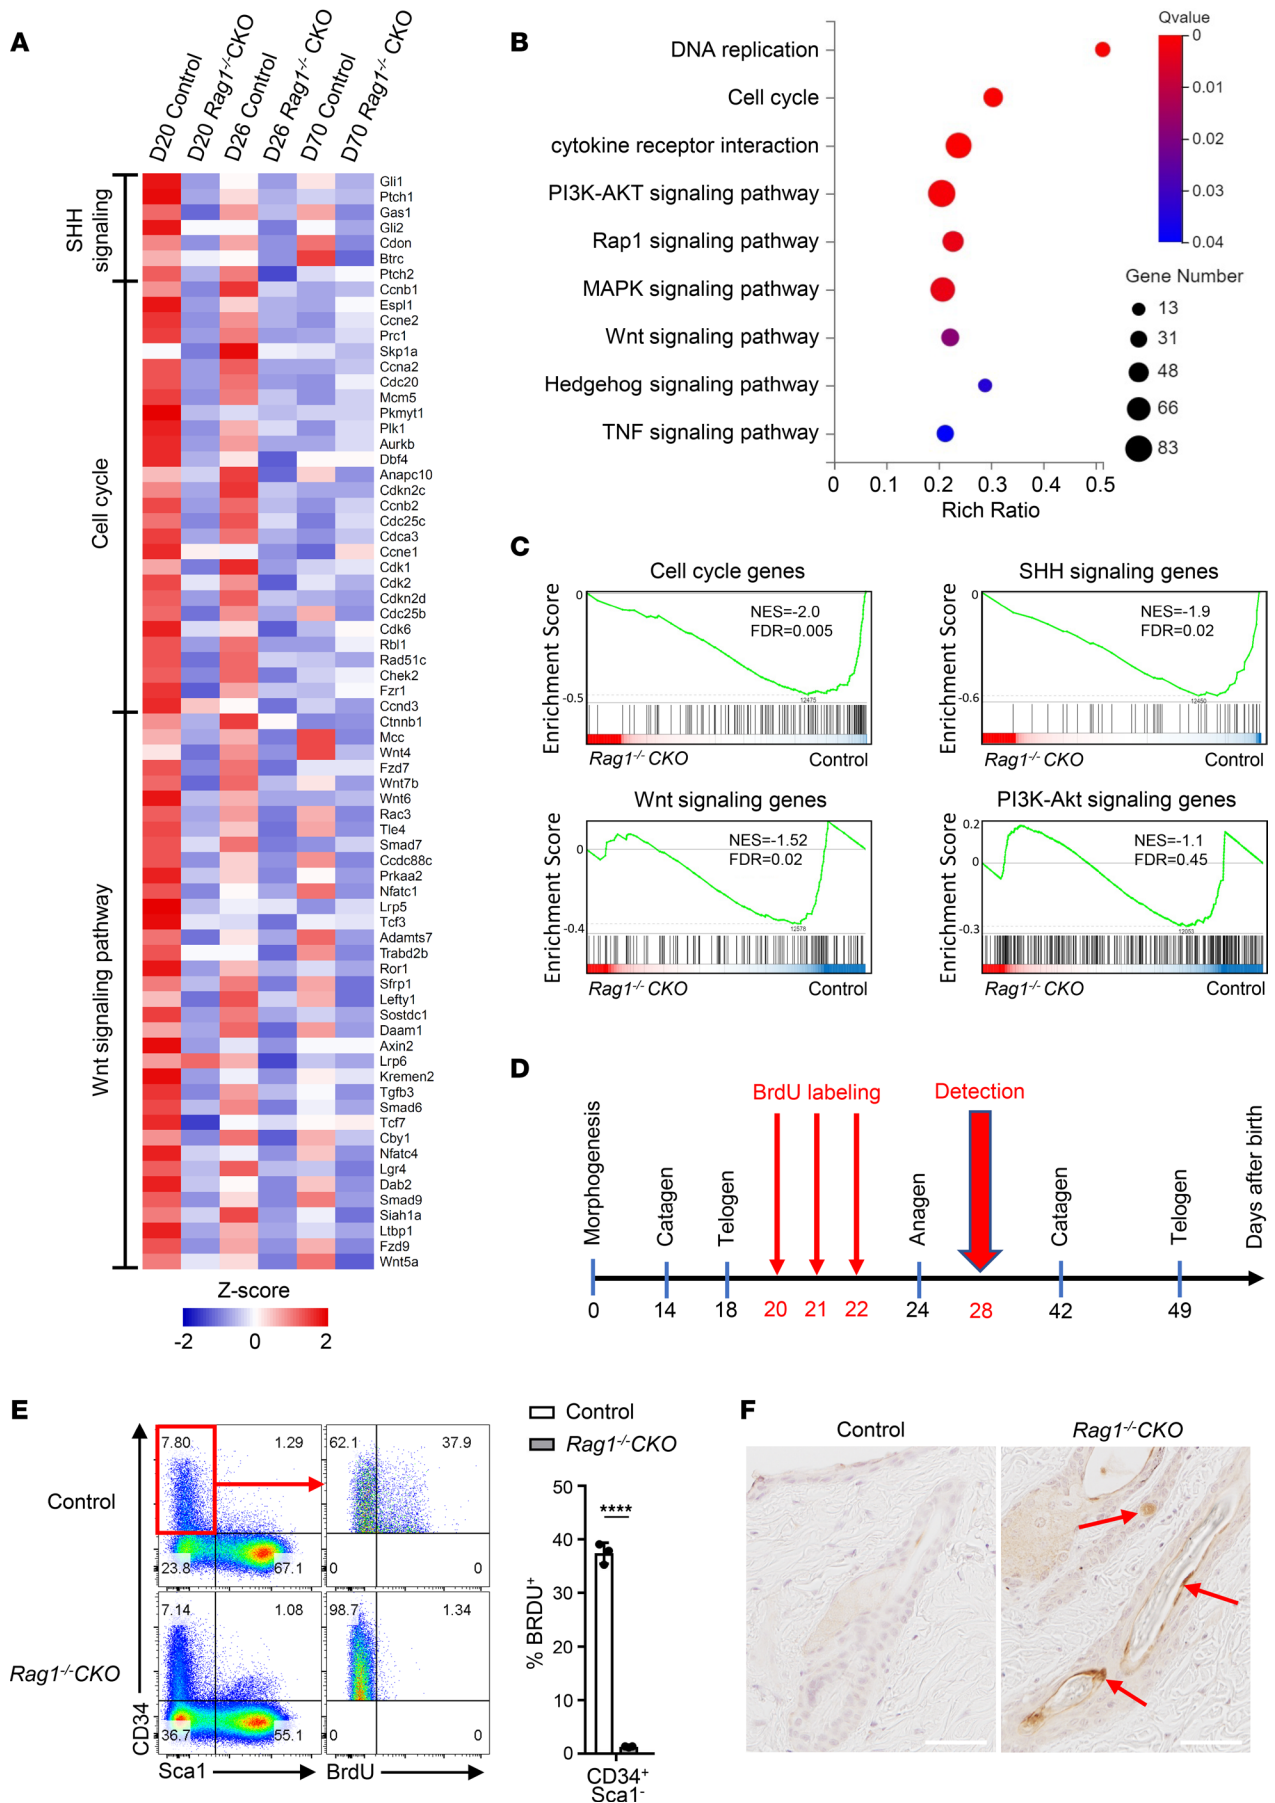 A
D20 Control
D20 Rag1-/-CKO
D26 Control
D26 Rag1-/- CKO
D70 Control
D70 Rag1-/- CKO
SHH
signaling
Cell cycle
Wnt signaling pathway
Gli1
Ptch1
Gas1
Gli2
Cdon
Btrc
Ptch2
Ccnb1
Espl1
Ccne2
Prc1
Skp1a
Ccna2
Cdc20
Mcm5
Pkmyt1
Plk1
Aurkb
Dbf4
Anapc10
Cdkn2c
Ccnb2
Cdc25c
Cdca3
Ccne1
Cdk1
Cdk2
Cdkn2d
Cdc25b
Cdk6
Rbl1
Rad51c
Chek2
Fzr1
Ccnd3
Ctnnb1
Mcc
Wnt4
Fzd7
Wnt7b
Wnt6
Rac3
Tle4
Smad7
Ccdc88c
Prkaa2
Nfatc1
Lrp5
Tcf3
Adamts7
Trabd2b
Ror1
Sfrp1
Lefty1
Sostdc1
Daam1
Axin2
Lrp6
Kremen2
Tgfb3
Smad6
Tcf7
Cby1
Nfatc4
Lgr4
Dab2
Smad9
Siah1a
Ltbp1
Fzd9
Wnt5a
Z-score
-2 0 2
B
DNA replication
Cell cycle
cytokine receptor interaction
PI3K-AKT signaling pathway
Rap1 signaling pathway
MAPK signaling pathway
Wnt signaling pathway
Hedgehog signaling pathway
TNF signaling pathway
0 0.1 0.2 0.3 0.4 0.5
Rich Ratio
Qvalue
0
0.01
0.02
0.03
0.04
Gene Number
13
31
48
66
83
C
Cell cycle genes
Enrichment Score
0
-0.5
NES=-2.0
FDR=0.005
12475
Rag1-/- CKO Control
SHH signaling genes
Enrichment Score
0
-0.6
NES=-1.9
FDR=0.02
12450
Rag1-/- CKO Control
Wnt signaling genes
Enrichment Score
0
-0.4
NES=-1.52
FDR=0.02
12578
Rag1-/- CKO Control
PI3K-Akt signaling genes
Enrichment Score
0.2
0
-0.3
NES=-1.1
FDR=0.45
12053
Rag1-/- CKO Control
D
BrdU labeling Detection
Morphogenesis
Catagen
Telogen
Anagen
Catagen
Telogen
Days after birth
0 14 18 20 21 22 24 28 42 49
E
Control
7.80 1.29
23.8 67.1
62.1 37.9
0 0
Rag1-/-CKO
7.14 1.08
36.7 55.1
98.7 1.34
0 0
CD34
Sca1
BrdU
Control
Rag1-/-CKO
% BRDU+
50
40
30
20
10
0
****
CD34+
Sca1-
F
Control
Rag1-/-CKO